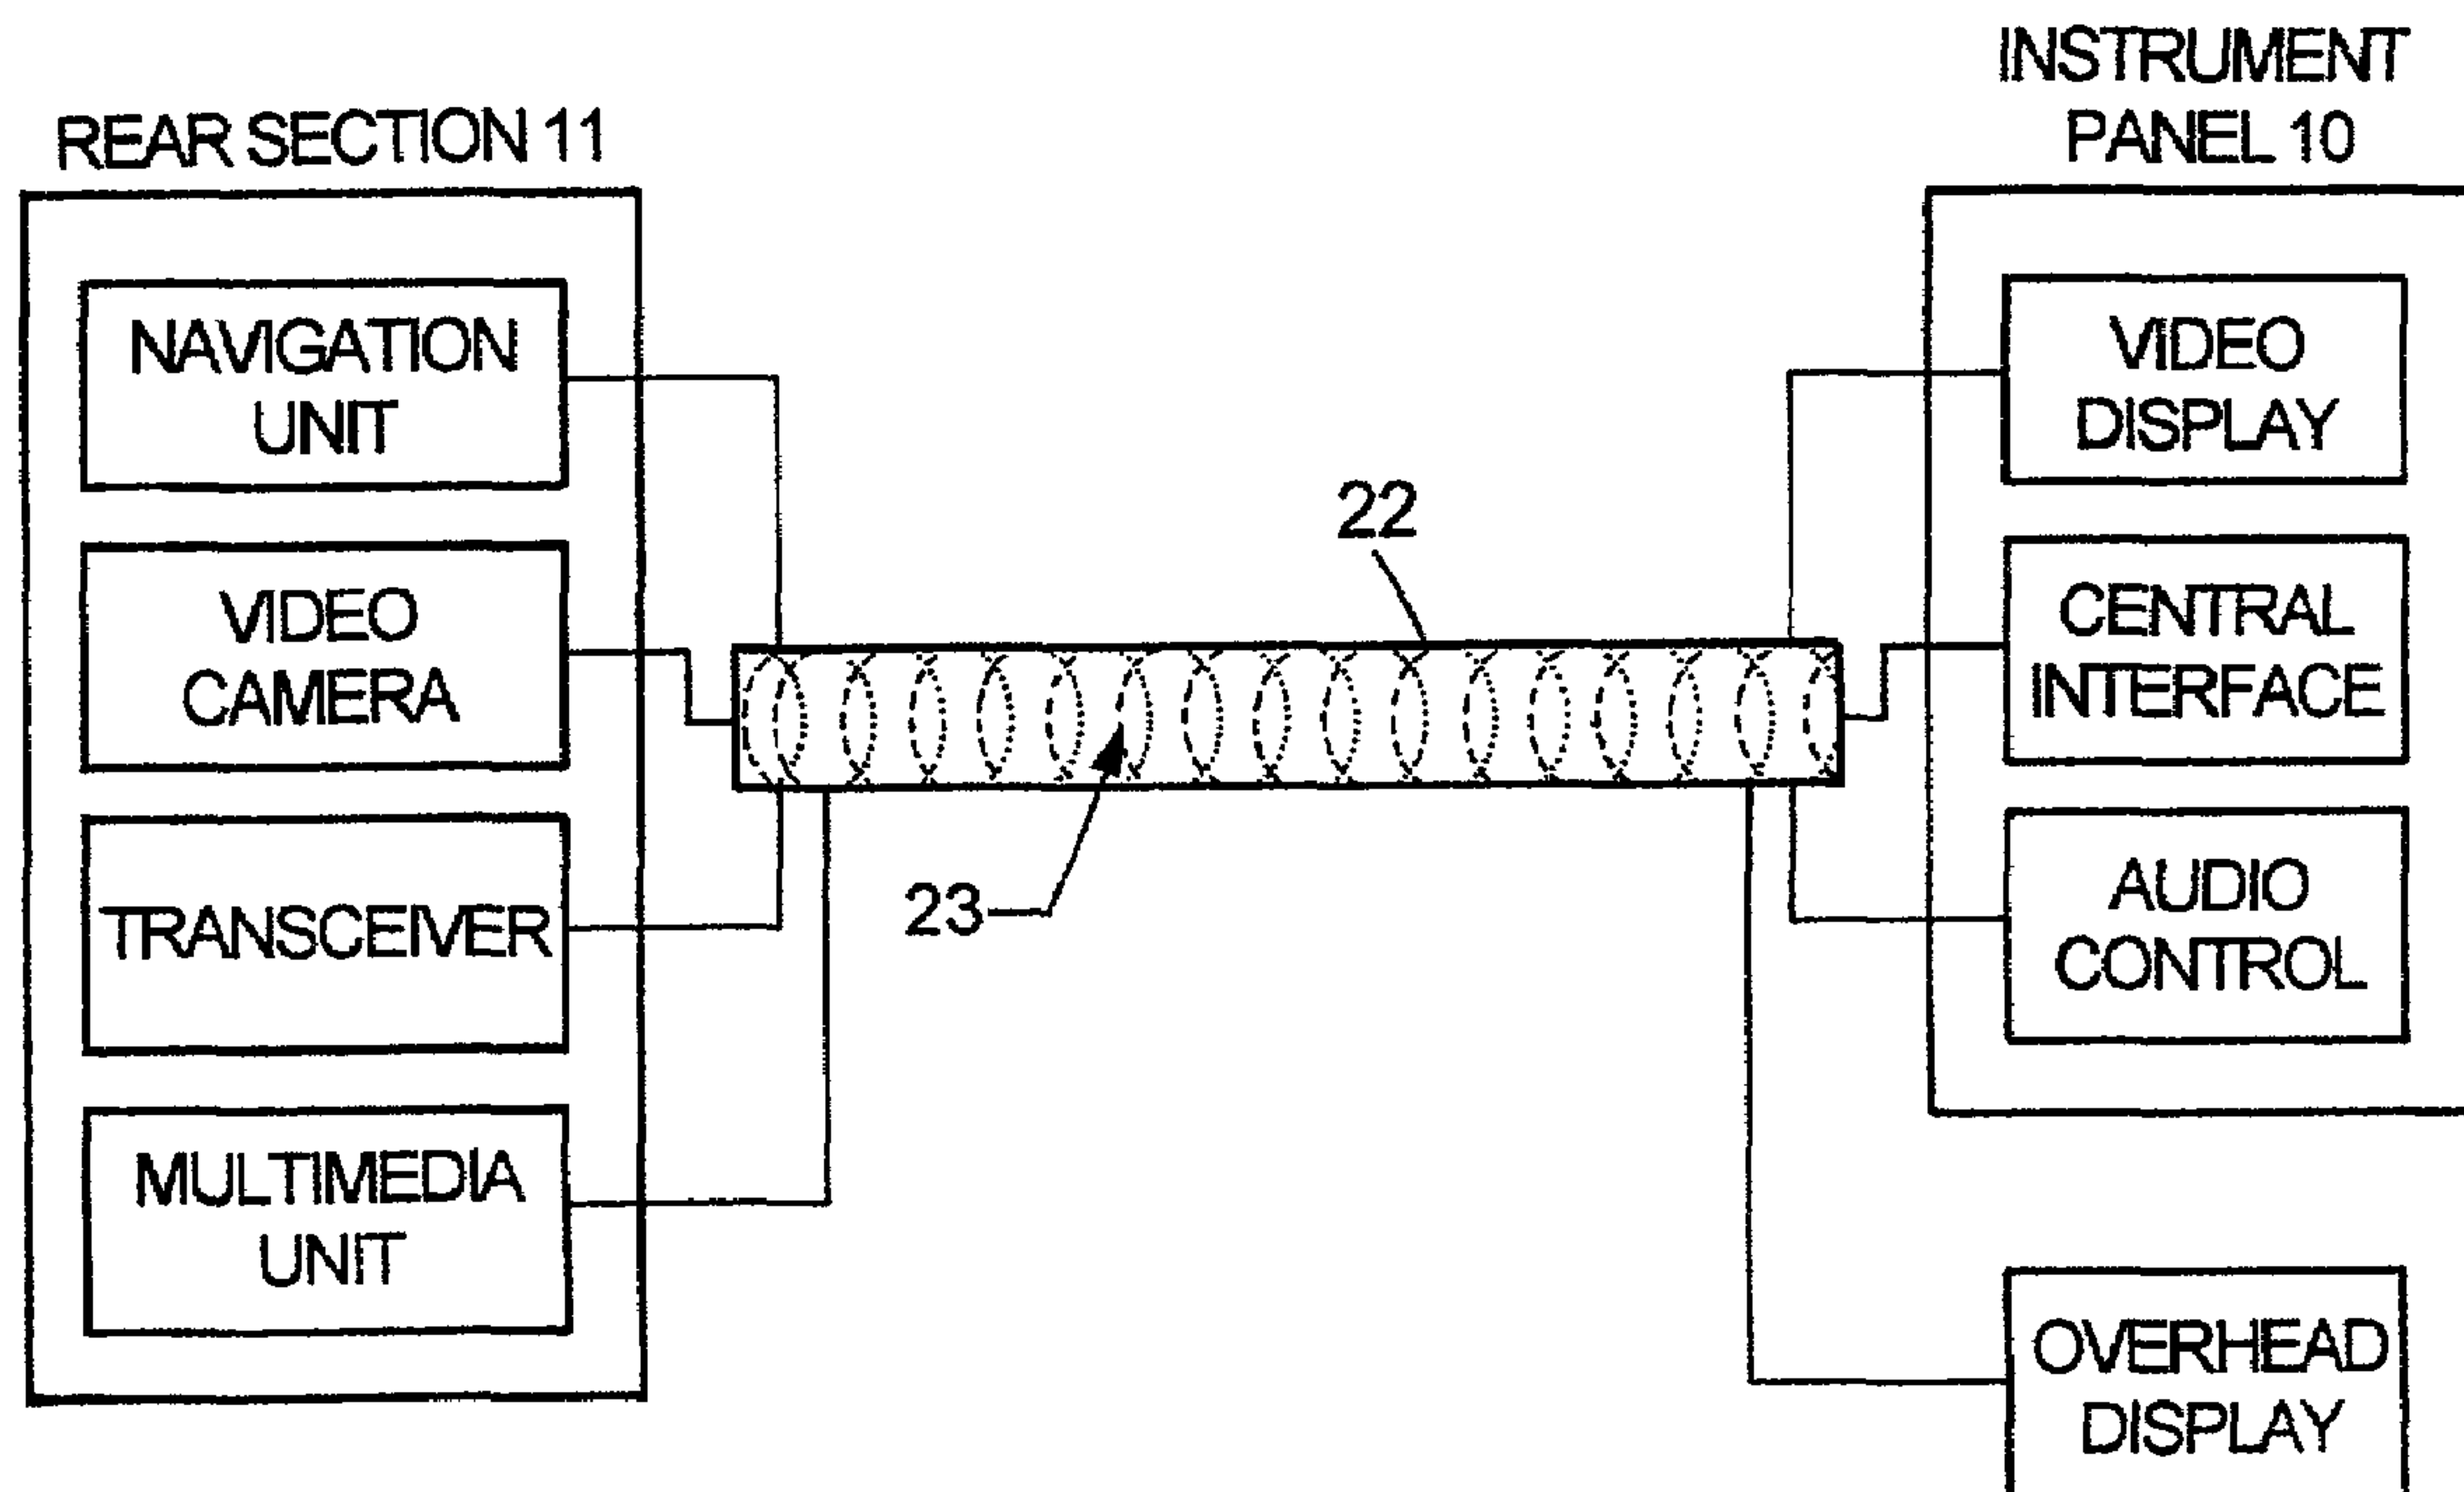 REAR SECTION 11
NAVIGATION
UNIT
VIDEO
CAMERA
TRANSCEIVER
MULTIMEDIA
UNIT
22
23
INSTRUMENT
PANEL 10
VIDEO
DISPLAY
CENTRAL
INTERFACE
AUDIO
CONTROL
OVERHEAD
DISPLAY